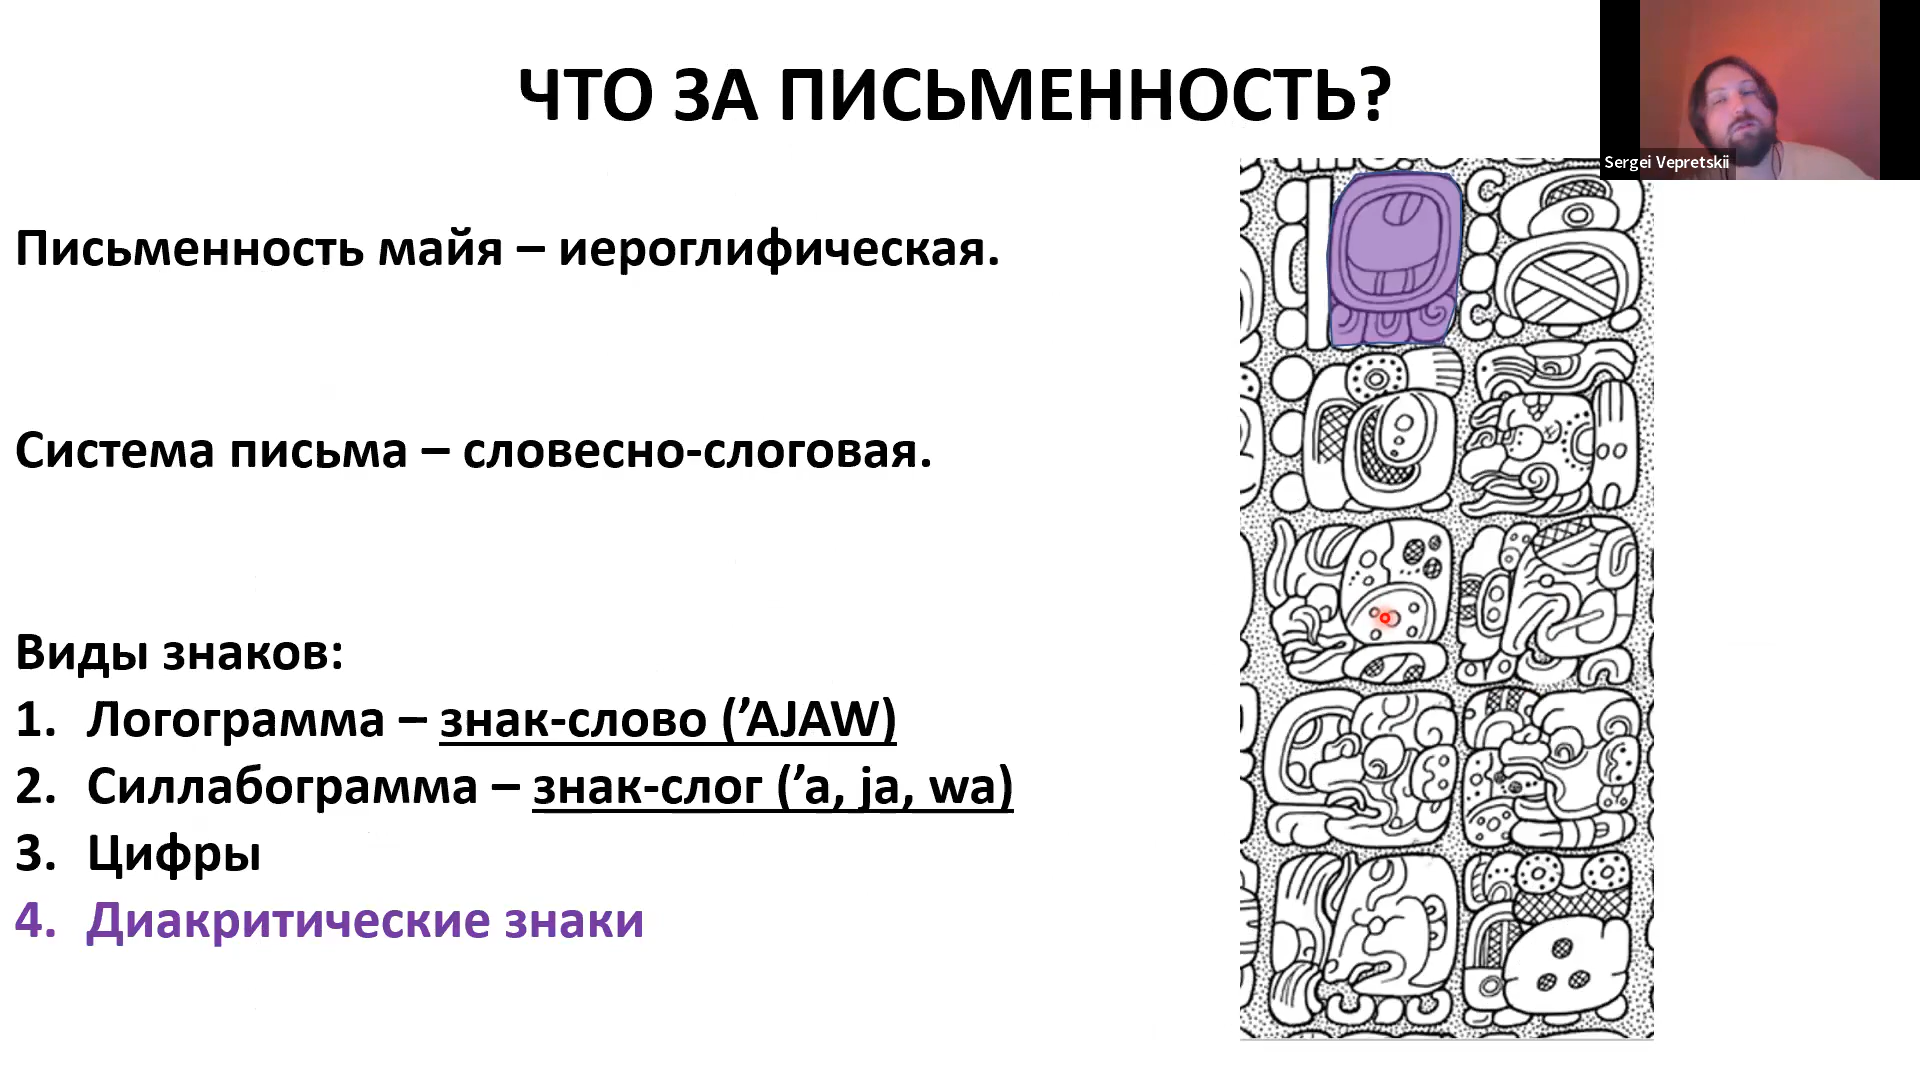 ЧТО ЗА ПИСЬМЕННОСТЬ?
Sergei Vepretskii
Письменность майя – иероглифическая.
Система письма – словесно-слоговая.
Виды знаков:
1. Логограмма – знак-слово (’AJAW)
2. Силлабограмма – знак-слог (’a, ja, wa)
3. Цифры
4. Диакритические знаки